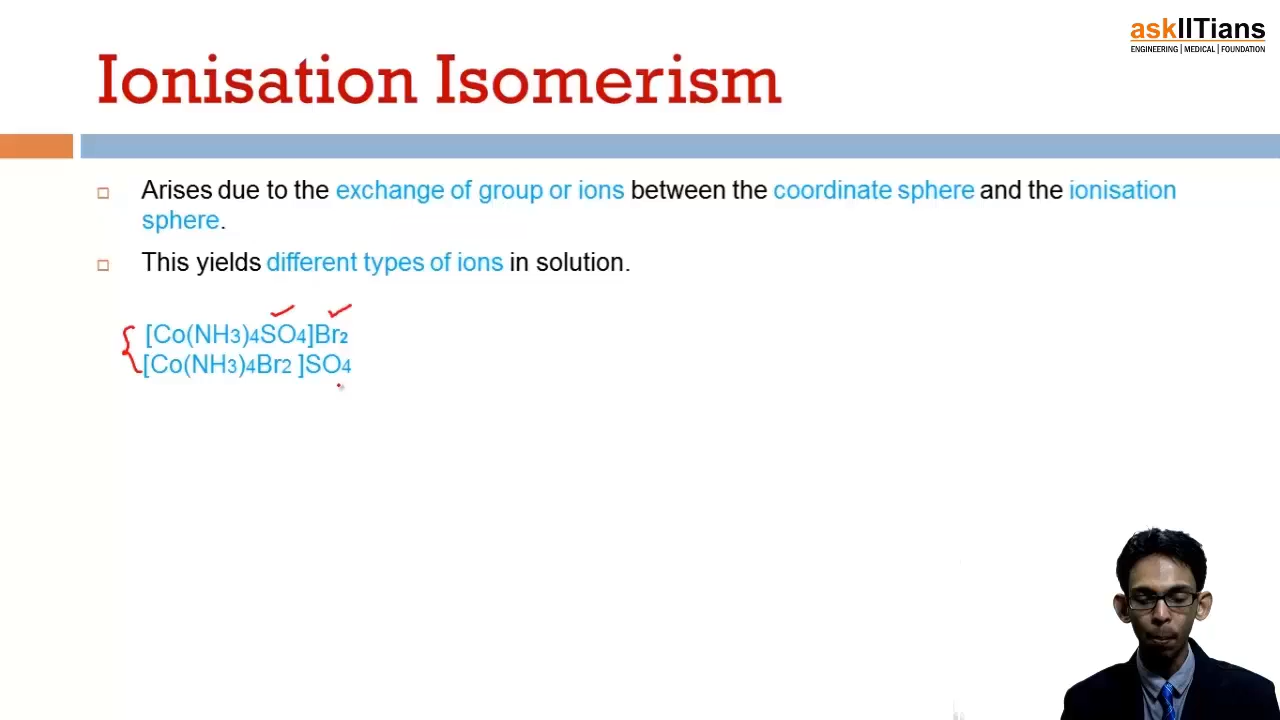 askIITians
ENGINEERING | MEDICAL | FOUNDATION
Ionisation Isomerism
Arises due to the exchange of group or ions between the coordinate sphere and the ionisation
sphere.
This yields different types of ions in solution.
[Co(NH3)4SO4]Br2
[Co(NH3)4Br2 ]SO4